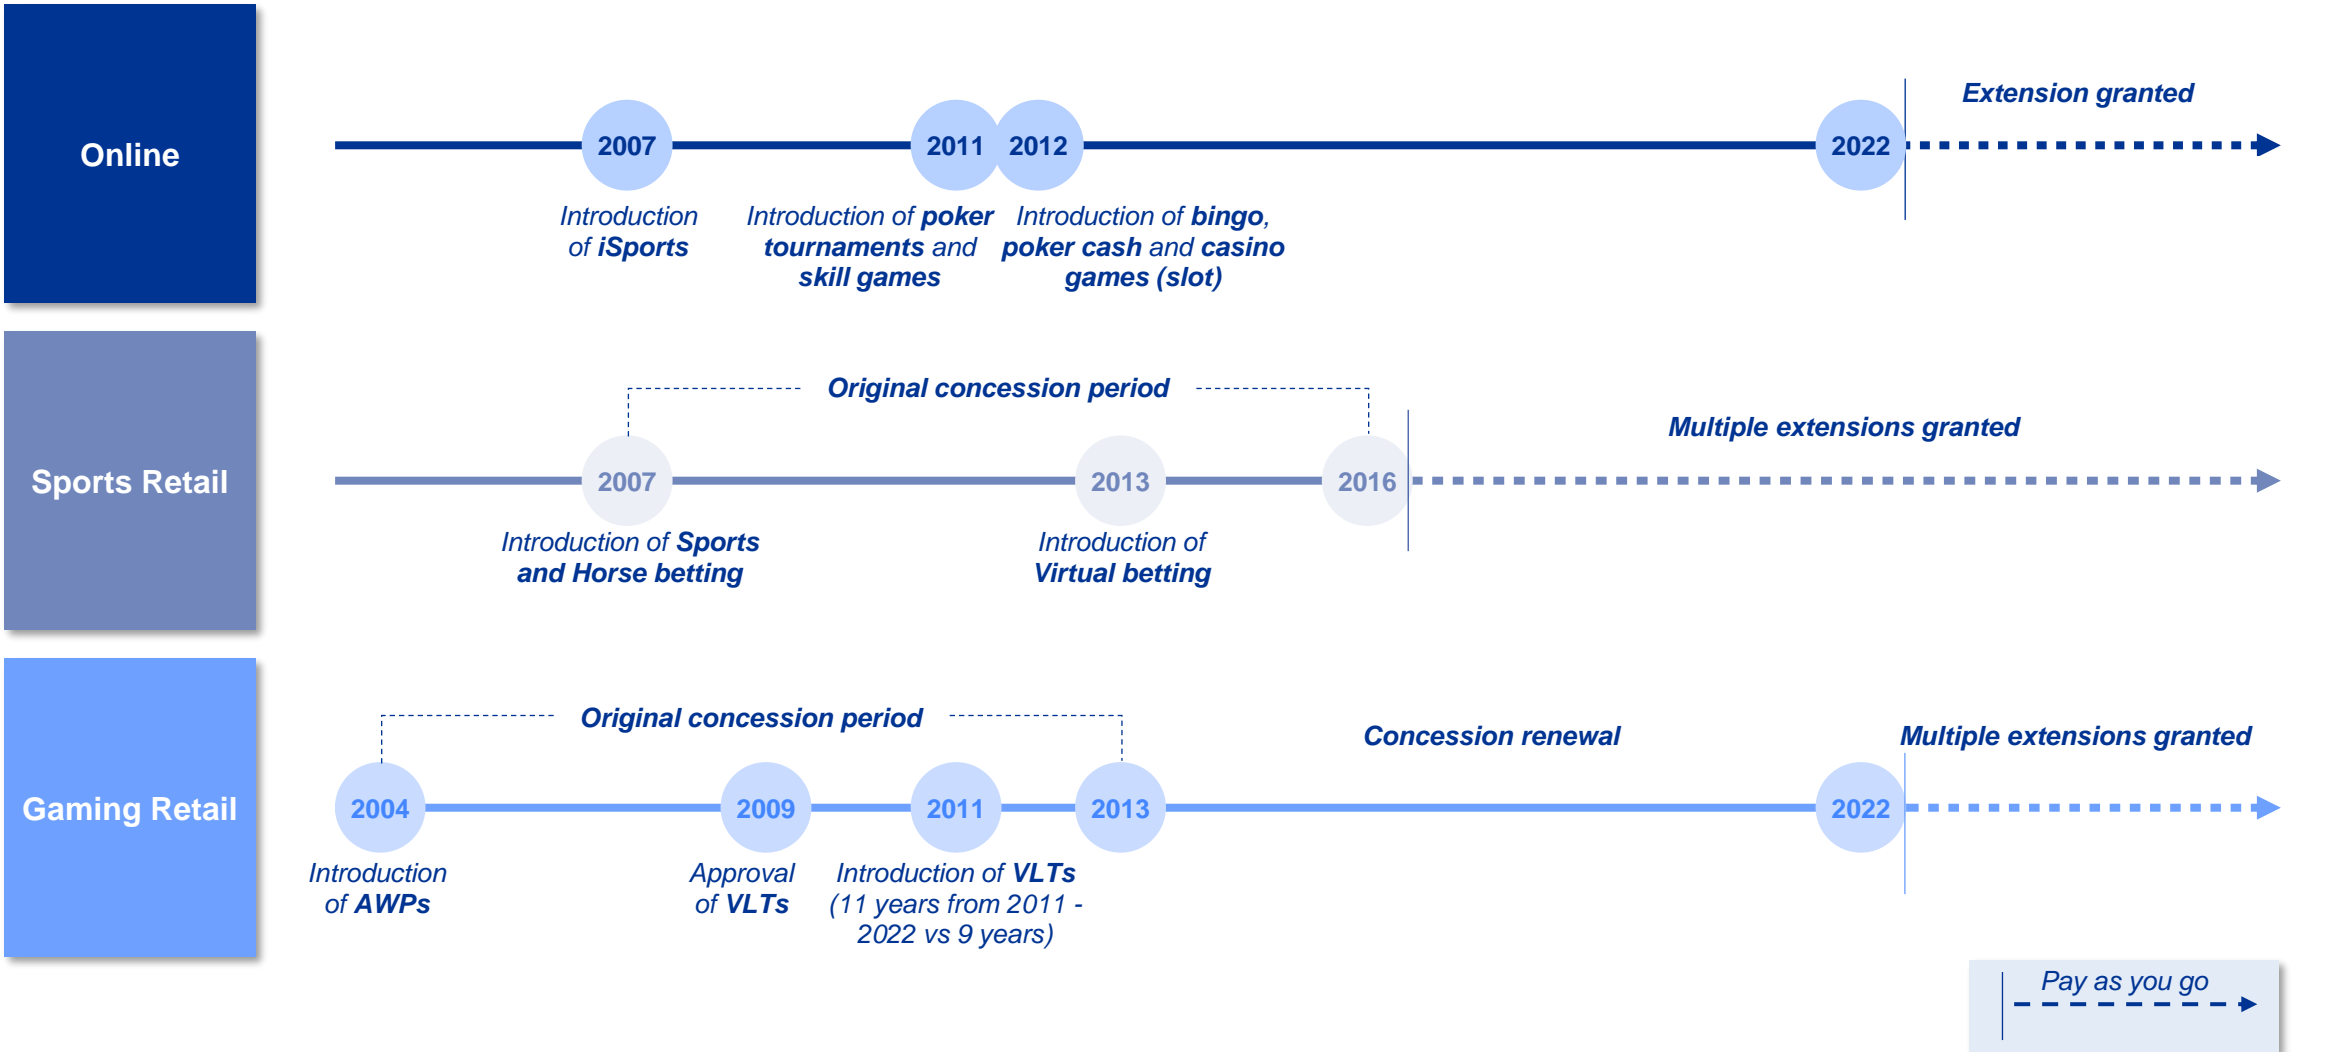 Online
2007
2011
2012
2022
Extension granted
Introduction
of iSports
Introduction of poker
tournaments and
skill games
Introduction of bingo,
poker cash and casino
games (slot)
Sports Retail
Original concession period
2007
2013
2016
Multiple extensions granted
Introduction of Sports
and Horse betting
Introduction of
Virtual betting
Gaming Retail
Original concession period
Concession renewal
Multiple extensions granted
2004
2009
2011
2013
2022
Introduction
of AWPs
Approval
of VLTs
Introduction of VLTs
(11 years from 2011 -
2022 vs 9 years)
Pay as you go